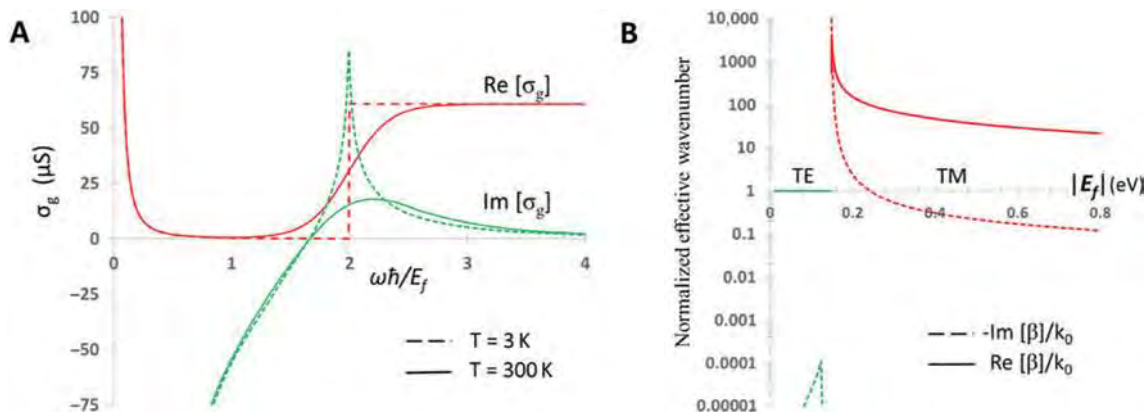 A
100
75
50
25
0
−25
−50
−75
σg (μS)
0
1
2
3
4
ωħ/Ef
Re [σg]
Im [σg]
T = 3 K
T = 300 K
B
Normalized effective wavenumber
10,000
1000
100
10
1
0.1
0.01
0.001
0.0001
0.00001
TE
TM
|Ef| (eV)
0
0.2
0.4
0.6
0.8
-Im [β]/k0
Re [β]/k0